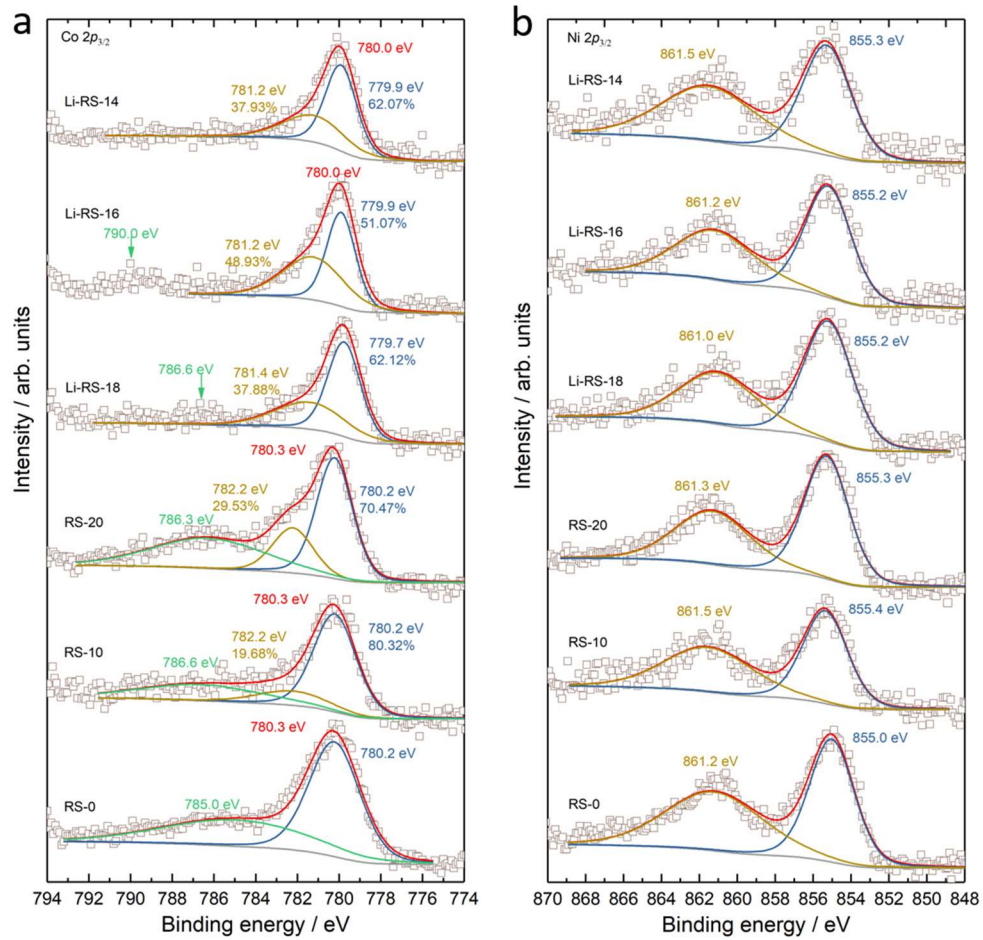 a
Co 2p3/2
780.0 eV
Li-RS-14
781.2 eV
37.93%
779.9 eV
62.07%
780.0 eV
Li-RS-16
790.0 eV
781.2 eV
48.93%
779.9 eV
51.07%
Li-RS-18
786.6 eV
781.4 eV
37.88%
779.7 eV
62.12%
780.3 eV
RS-20
786.3 eV
782.2 eV
29.53%
780.2 eV
70.47%
780.3 eV
RS-10
786.6 eV
782.2 eV
19.68%
780.2 eV
80.32%
780.3 eV
RS-0
785.0 eV
780.2 eV
Intensity / arb. units
794 792 790 788 786 784 782 780 778 776 774
Binding energy / eV
b
Ni 2p3/2
Li-RS-14
861.5 eV
855.3 eV
Li-RS-16
861.2 eV
855.2 eV
Li-RS-18
861.0 eV
855.2 eV
RS-20
861.3 eV
855.3 eV
RS-10
861.5 eV
855.4 eV
RS-0
861.2 eV
855.0 eV
Intensity / arb. units
870 868 866 864 862 860 858 856 854 852 850 848
Binding energy / eV